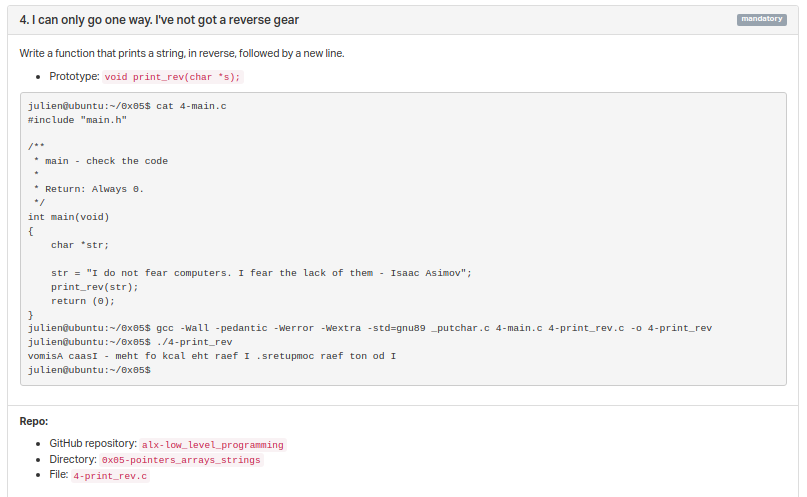 4. I can only go one way. I've not got a reverse gear
mandatory
Write a function that prints a string, in reverse, followed by a new line.
• Prototype: void print_rev(char *s);
julien@ubuntu:~/0x05$ cat 4-main.c
#include "main.h"
/**
 * main - check the code
 *
 * Return: Always 0.
 */
int main(void)
{
    char *str;
    str = "I do not fear computers. I fear the lack of them - Isaac Asimov";
    print_rev(str);
    return (0);
}
julien@ubuntu:~/0x05$ gcc -Wall -pedantic -Werror -Wextra -std=gnu89 _putchar.c 4-main.c 4-print_rev.c -o 4-print_rev
julien@ubuntu:~/0x05$ ./4-print_rev
vomisA caasI - meht fo kcal eht raef I .sretupmoc raef ton od I
julien@ubuntu:~/0x05$
Repo:
• GitHub repository: alx-low_level_programming
• Directory: 0x05-pointers_arrays_strings
• File: 4-print_rev.c